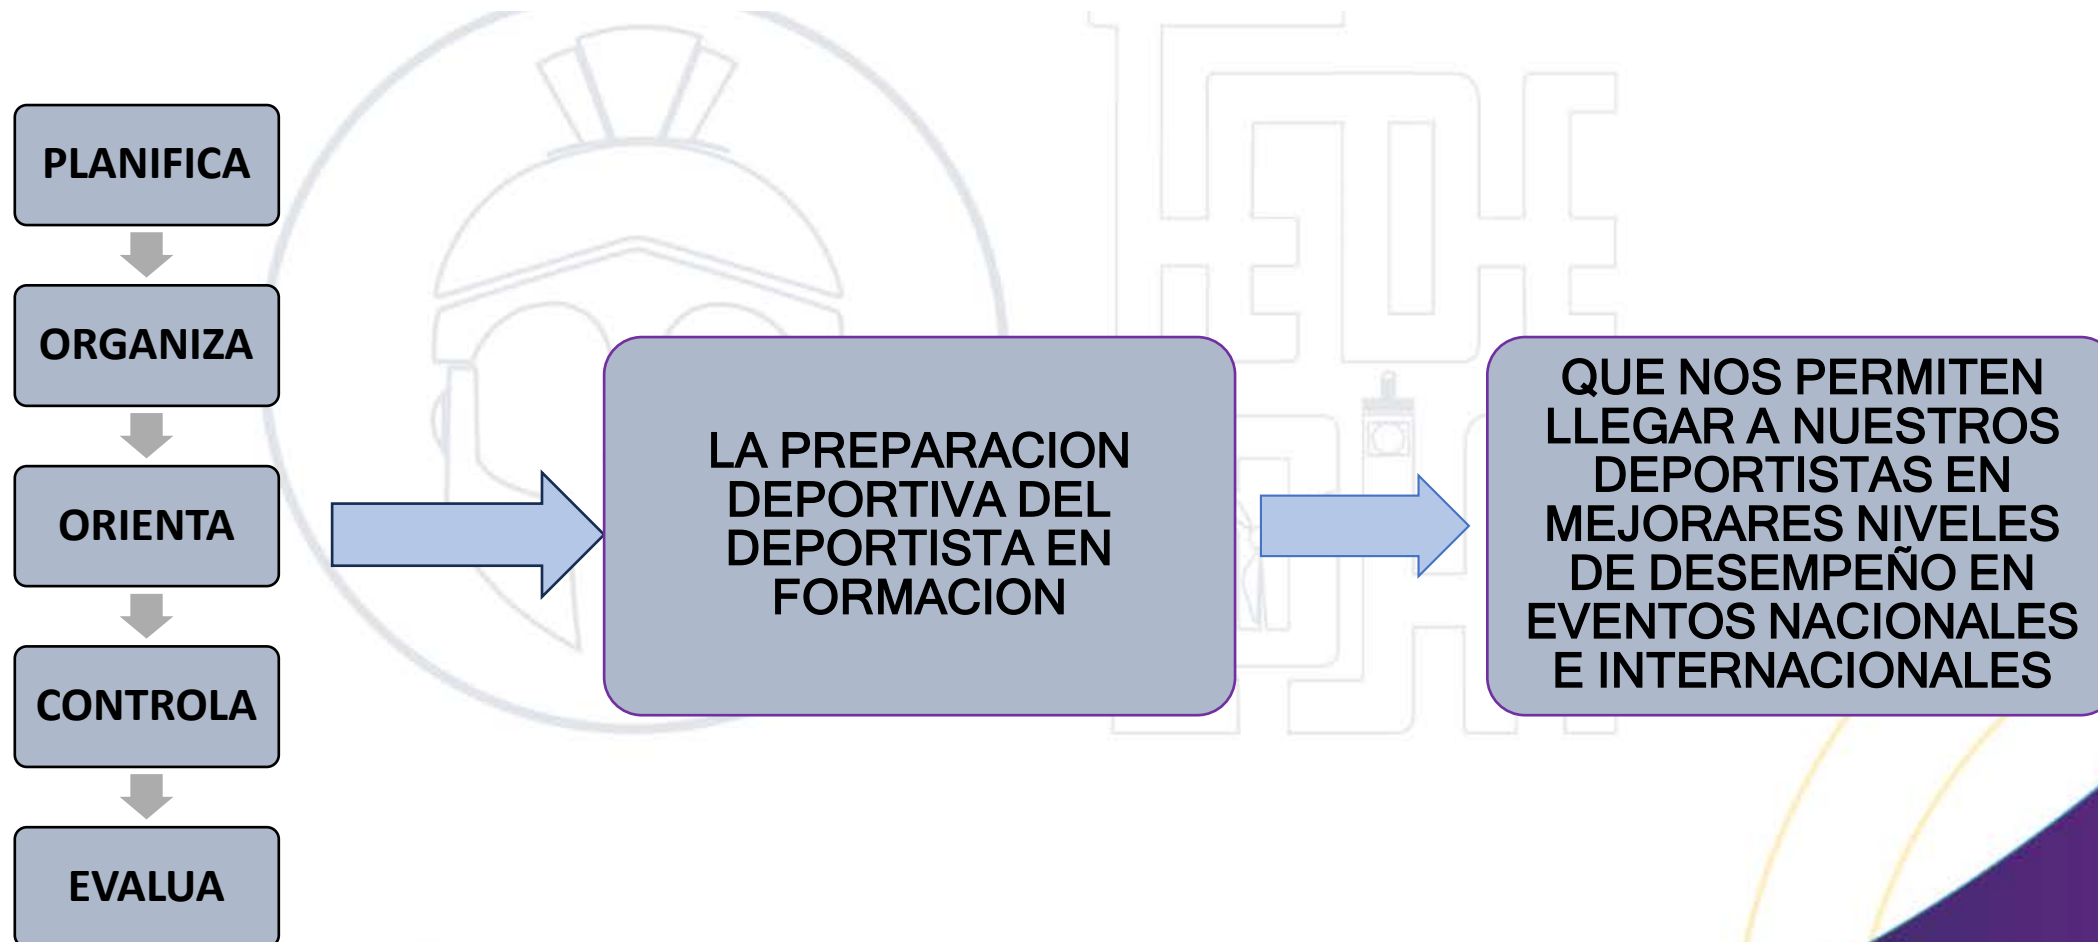 PLANIFICA
ORGANIZA
ORIENTA
CONTROLA
EVALUA
LA PREPARACION
DEPORTIVA DEL
DEPORTISTA EN
FORMACION
QUE NOS PERMITEN
LLEGAR A NUESTROS
DEPORTISTAS EN
MEJORARES NIVELES
DE DESEMPEÑO EN
EVENTOS NACIONALES
E INTERNACIONALES